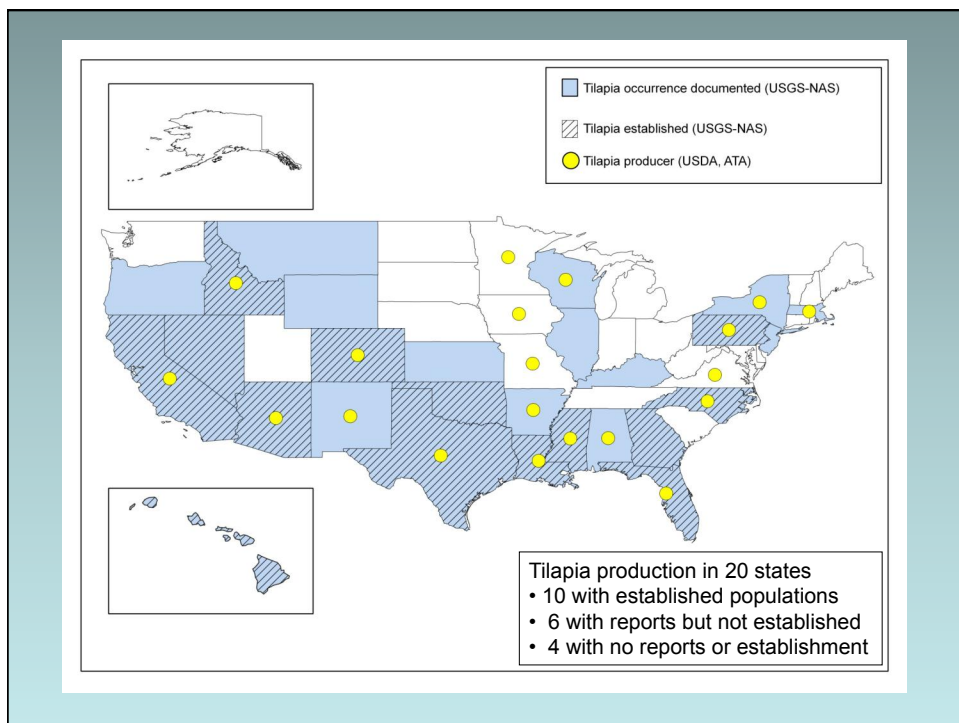 Tilapia occurrence documented (USGS-NAS)
Tilapia established (USGS-NAS)
Tilapia producer (USDA, ATA)
Tilapia production in 20 states
• 10 with established populations
• 6 with reports but not established
• 4 with no reports or establishment